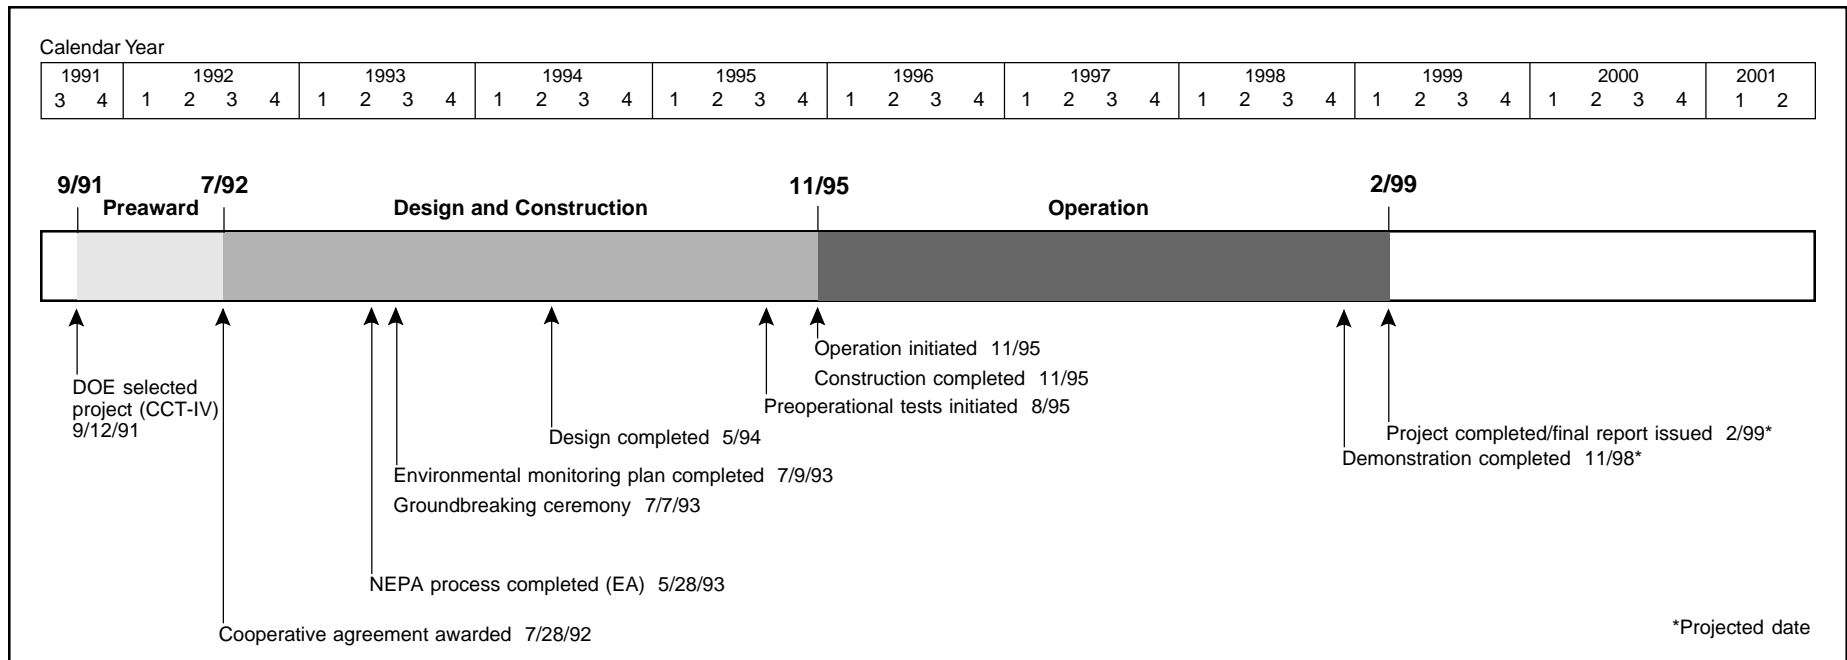 Calendar Year
1991 1992 1993 1994 1995 1996 1997 1998 1999 2000 2001
3 4 1 2 3 4 1 2 3 4 1 2 3 4 1 2 3 4 1 2 3 4 1 2 3 4 1 2 3 4 1 2 3 4 1 2 3 4 1 2
9/91 7/92 11/95 2/99
Preaward Design and Construction Operation
Operation initiated 11/95
Construction completed 11/95
Preoperational tests initiated 8/95
DOE selected
project (CCT-IV)
9/12/91
Design completed 5/94
Project completed/final report issued 2/99*
Demonstration completed 11/98*
Environmental monitoring plan completed 7/9/93
Groundbreaking ceremony 7/7/93
NEPA process completed (EA) 5/28/93
Cooperative agreement awarded 7/28/92
*Projected date